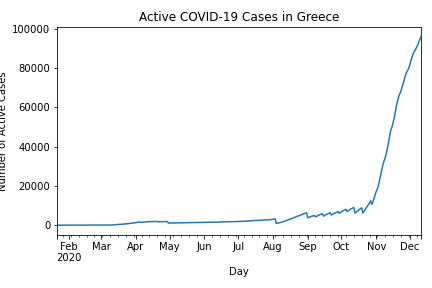 Active COVID-19 Cases in Greece
100000
80000
60000
40000
20000
0
Number of Active Cases
Feb Mar Apr May Jun Jul Aug Sep Oct Nov Dec
2020
Day